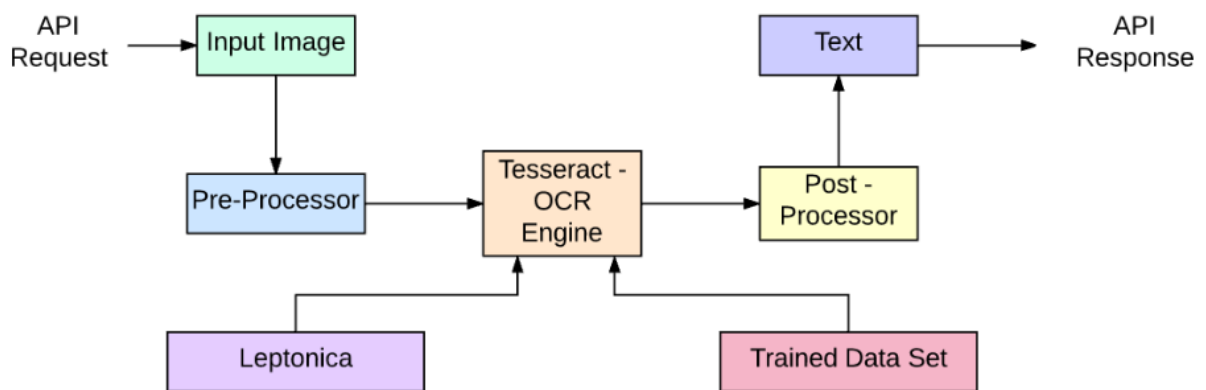 API
Request
Input Image
Text
API
Response
Pre-Processor
Tesseract -
OCR
Engine
Post -
Processor
Leptonica
Trained Data Set